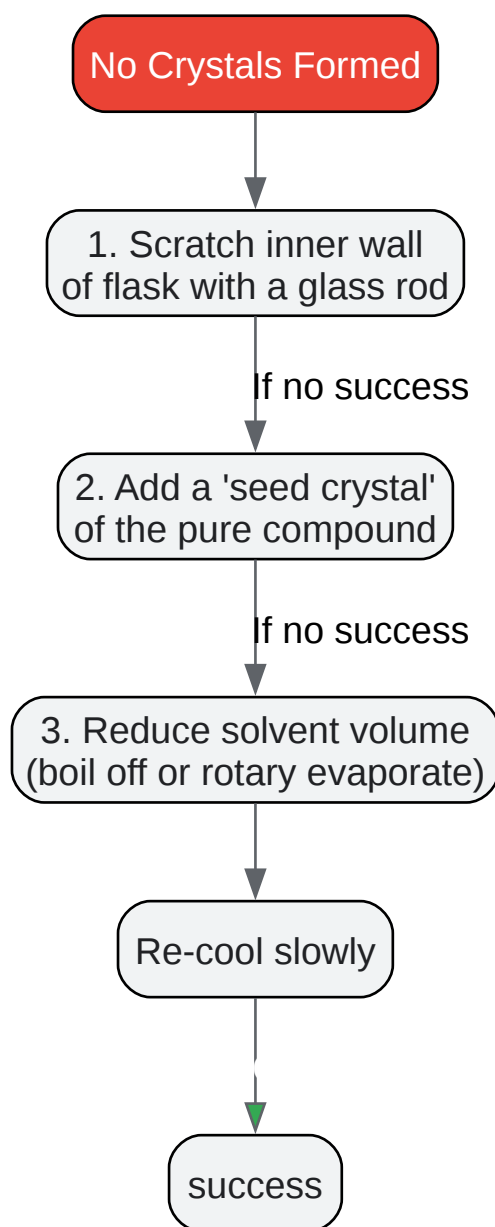 No Crystals Formed
1. Scratch inner wall
of flask with a glass rod
If no success
2. Add a 'seed crystal'
of the pure compound
If no success
3. Reduce solvent volume
(boil off or rotary evaporate)
Re-cool slowly
success